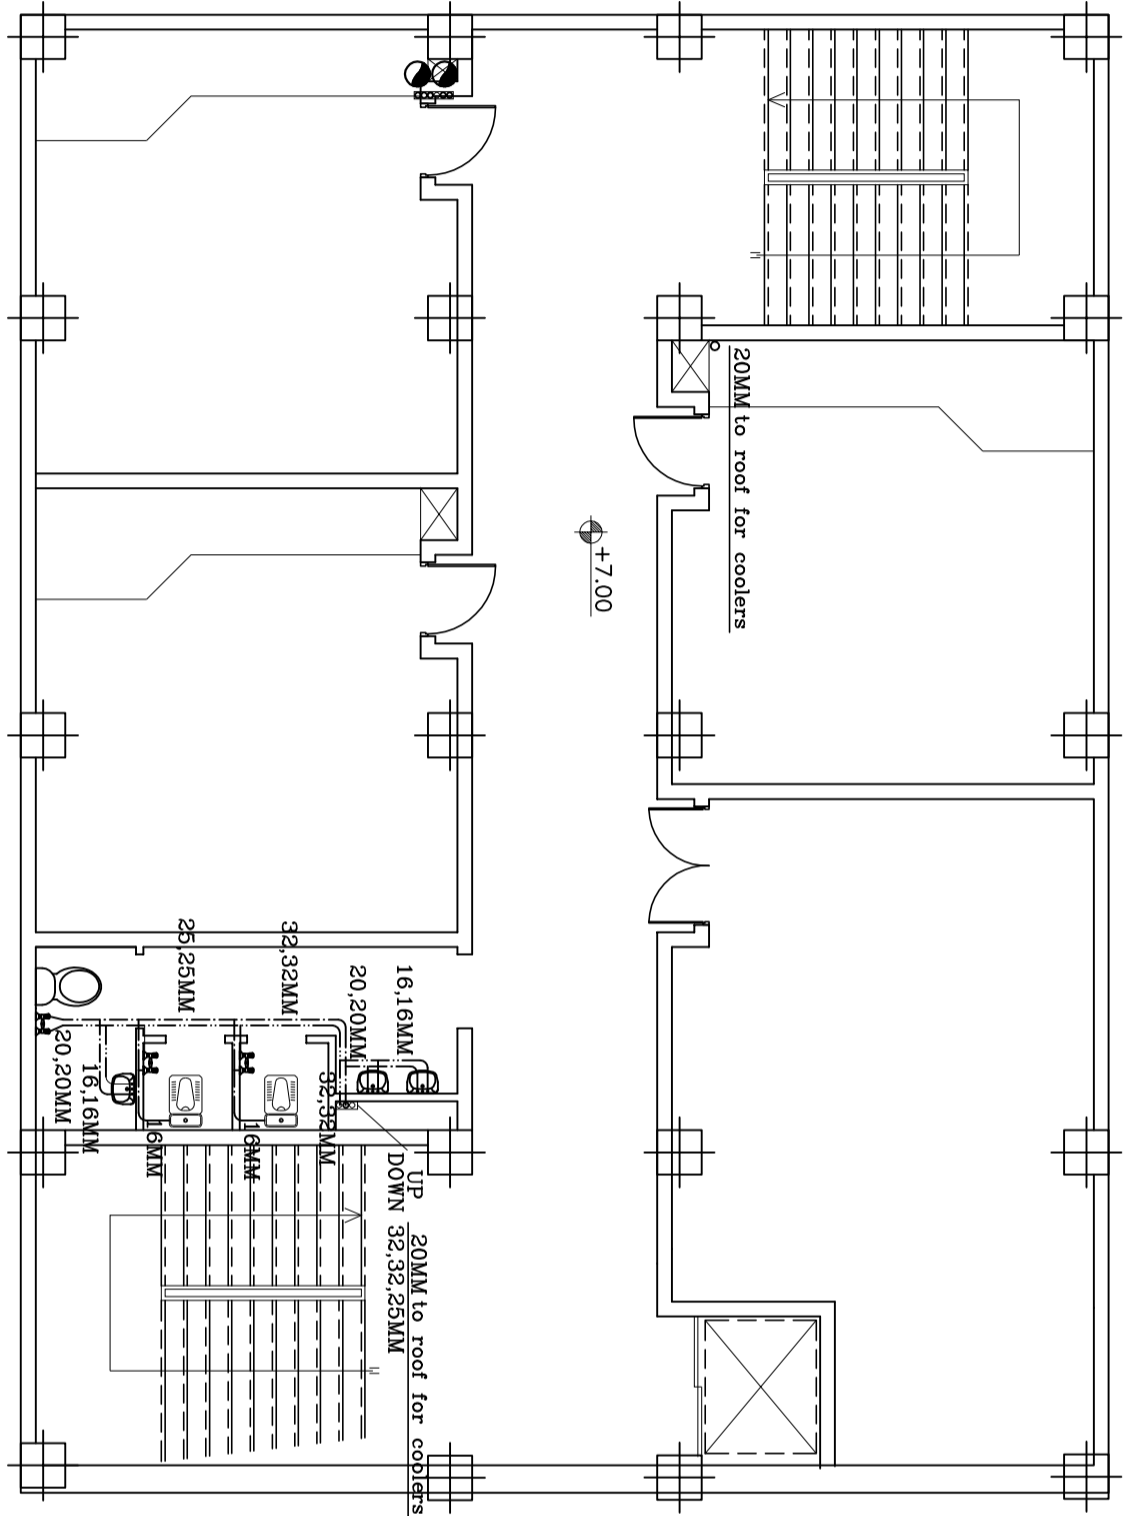 20MM to roof for coolers
+7.00
16,16MM
20,20MM
32,32MM
25,25MM
20,20MM
16,16MM
16MM
16MM
32,32MM
UP
DOWN 32,32,25MM
20MM to roof for coolers